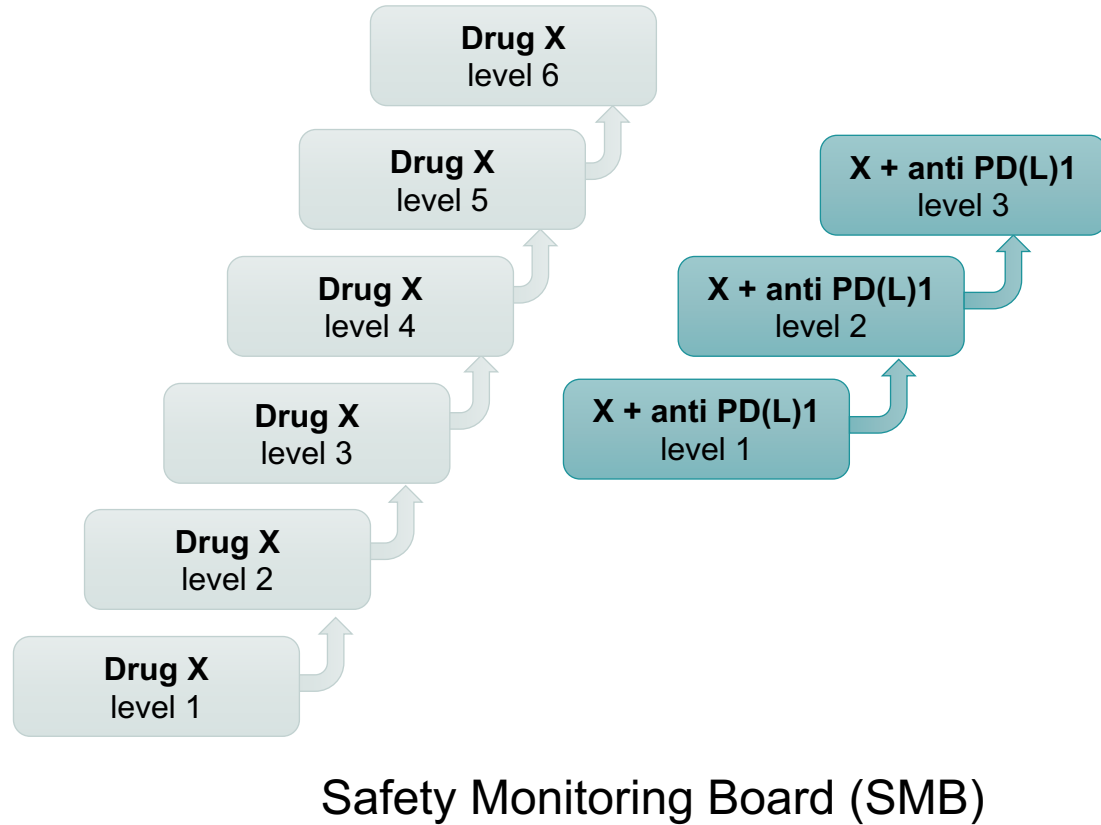 Drug X
level 6
Drug X
level 5
X + anti PD(L)1
level 3
Drug X
level 4
X + anti PD(L)1
level 2
Drug X
level 3
X + anti PD(L)1
level 1
Drug X
level 2
Drug X
level 1
Safety Monitoring Board (SMB)